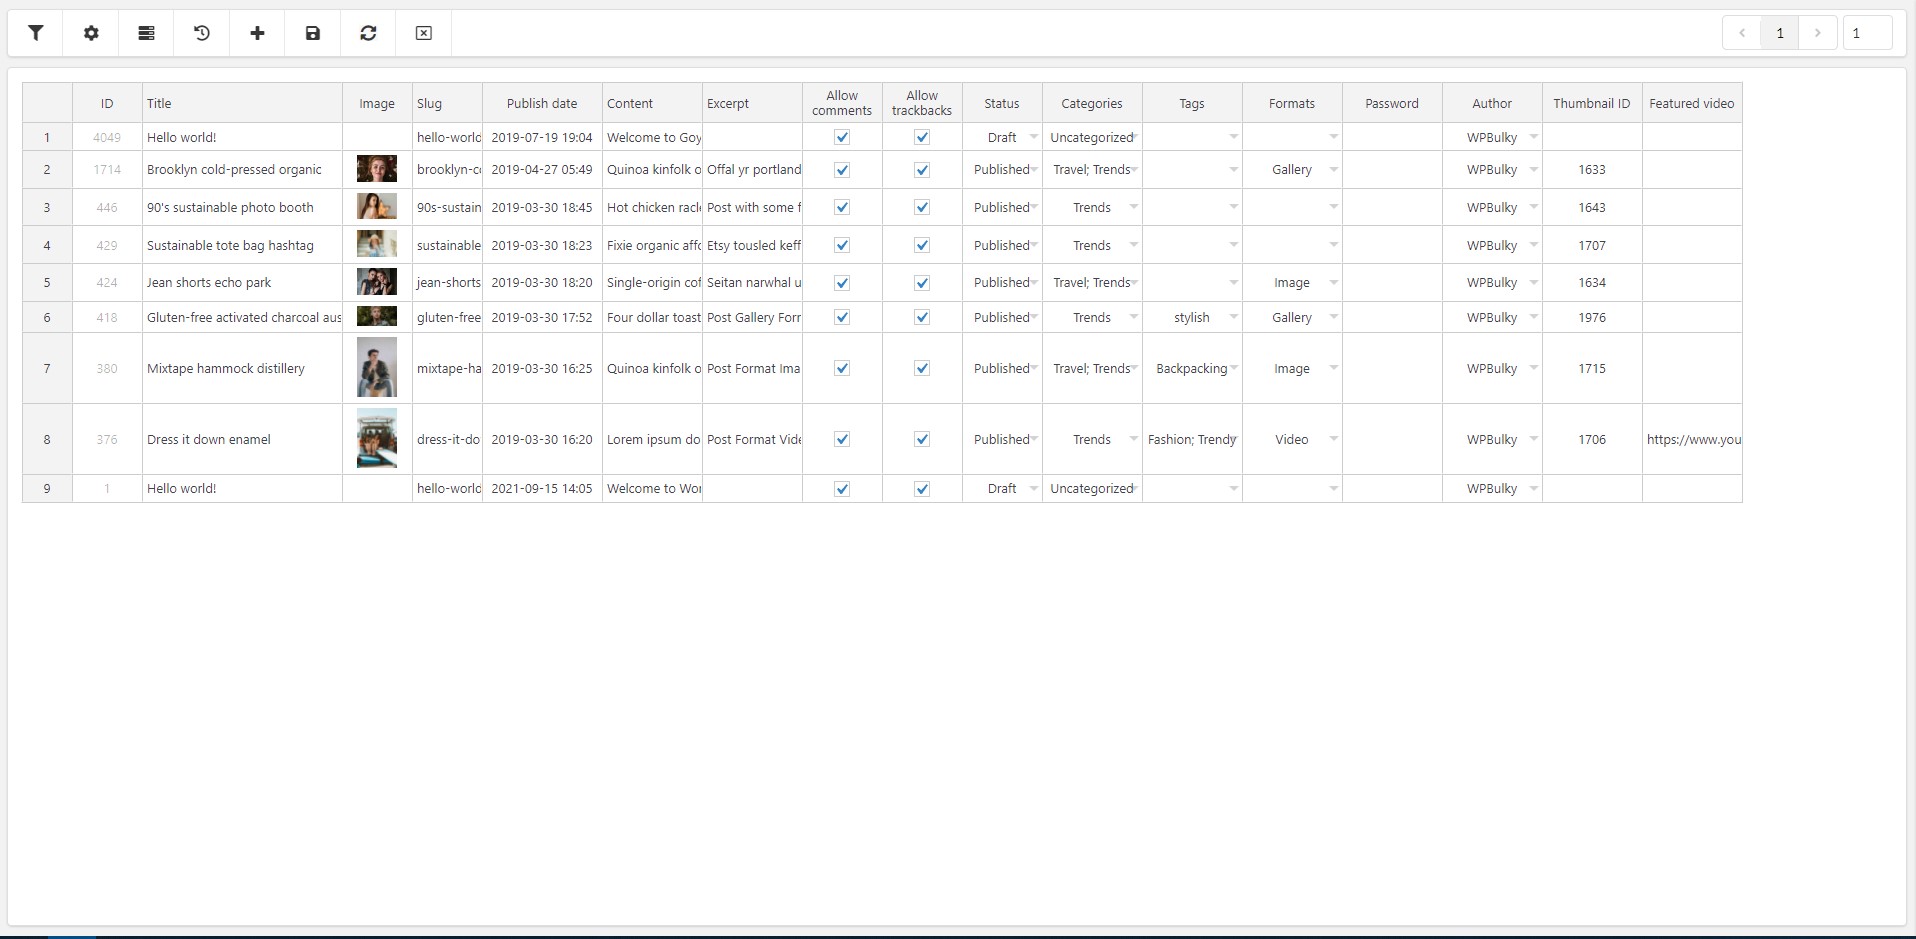 1 1
ID Title Image Slug Publish date Content Excerpt Allow comments Allow trackbacks Status Categories Tags Formats Password Author Thumbnail ID Featured video
1 4049 Hello world! hello-world 2019-07-19 19:04 Welcome to Goy Draft Uncategorized WPBulky
2 1714 Brooklyn cold-pressed organic brooklyn-c 2019-04-27 05:49 Quinoa kinfolk o Offal yr portland Published Travel; Trends Gallery WPBulky 1633
3 446 90's sustainable photo booth 90s-sustain 2019-03-30 18:45 Hot chicken racl Post with some f Published Trends WPBulky 1643
4 429 Sustainable tote bag hashtag sustainable 2019-03-30 18:23 Fixie organic affo Etsy tousled keff Published Trends WPBulky 1707
5 424 Jean shorts echo park jean-shorts 2019-03-30 18:20 Single-origin cof Seitan narwhal u Published Travel; Trends Image WPBulky 1634
6 418 Gluten-free activated charcoal aus gluten-free 2019-03-30 17:52 Four dollar toast Post Gallery Forr Published Trends stylish Gallery WPBulky 1976
7 380 Mixtape hammock distillery mixtape-ha 2019-03-30 16:25 Quinoa kinfolk o Post Format Ima Published Travel; Trends Backpacking Image WPBulky 1715
8 376 Dress it down enamel dress-it-do 2019-03-30 16:20 Lorem ipsum do Post Format Vide Published Trends Fashion; Trendy Video WPBulky 1706 https://www.you
9 1 Hello world! hello-world 2021-09-15 14:05 Welcome to Wor Draft Uncategorized WPBulky